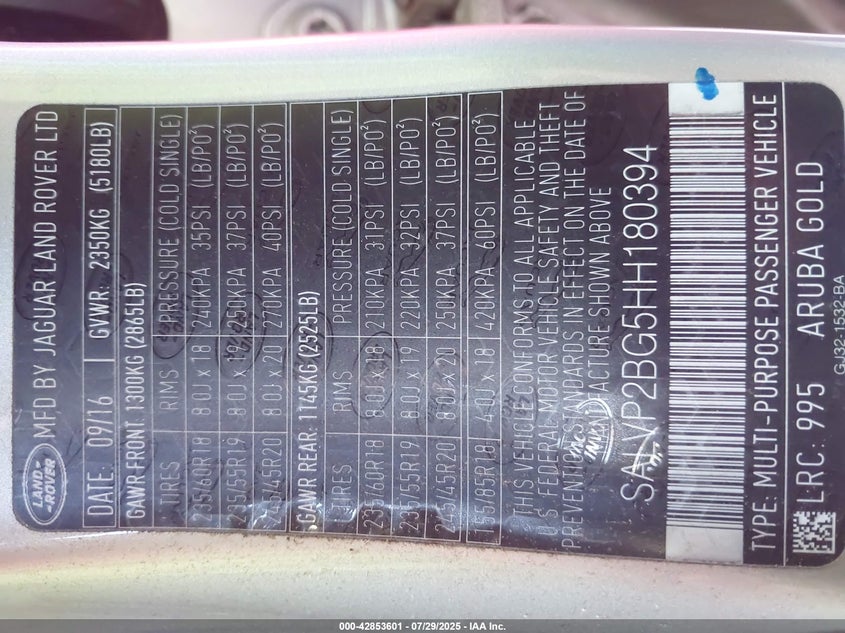 LAND-
-ROVER
MFD BY JAGUAR LAND ROVER LTD
DATE: 09/16 GVWR 2350KG (5180LB)
GAWR FRONT 1300KG (2865LB)
TIRES RIMS PRESSURE (COLD SINGLE)
235/60R18 8.0J x 18 240KPA 35PSI (LB/PO²)
235/55R19 8.0J x 19 250KPA 37PSI (LB/PO²)
245/45R20 8.0J x 20 270KPA 40PSI (LB/PO²)
GAWR REAR: 1145KG (2525LB)
TIRES RIMS PRESSURE (COLD SINGLE)
235/60R18 8.0J x 18 210KPA 31PSI (LB/PO²)
235/55R19 8.0J x 19 220KPA 32PSI (LB/PO²)
245/45R20 8.0J x 20 250KPA 37PSI (LB/PO²)
155/85R18 4.0J x 18 420KPA 60PSI (LB/PO²)
THIS VEHICLE CONFORMS TO ALL APPLICABLE
U.S. FEDERAL MOTOR VEHICLE SAFETY AND THEFT
PREVENTION STANDARDS IN EFFECT ON THE DATE OF
MANUFACTURE SHOWN ABOVE
SALVP2BG5HH180394
TYPE: MULTI-PURPOSE PASSENGER VEHICLE
LRC: 995 ARUBA GOLD
GJ32-1532-BA
000-42853601 / 07/29/2025 - IAA Inc.